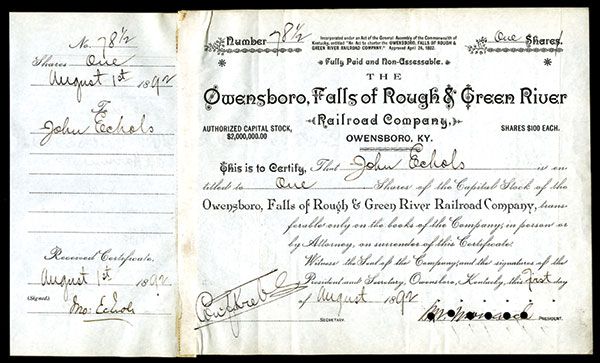 No. 78½
Shares One
August 1st 1892
To
John Echols
Received Certificate.
August 1st 1892
(Signed) Jno. Echols
Number 78½
Incorporated under an Act of the General Assembly of the Commonwealth of
Kentucky, entitled "An Act to charter the OWENSBORO, FALLS OF ROUGH &
GREEN RIVER RAILROAD COMPANY." Approved April 24, 1882.
One Shares
Fully Paid and Non-Assessable.
THE
Owensboro, Falls of Rough & Green River
Railroad Company,
AUTHORIZED CAPITAL STOCK,
$2,000,000.00
OWENSBORO, KY.
SHARES $100 EACH.
This is to Certify, That John Echols is en-
titled to One Shares of the Capital Stock of the
Owensboro, Falls of Rough & Green River Railroad Company, trans-
ferable only on the books of the Company, in person or
by Attorney, on surrender of this Certificate.
Witness the Seal of the Company, and the signatures of the
President and Secretary, Owensboro, Kentucky, this First day
of August 1892
SECRETARY.
PRESIDENT.